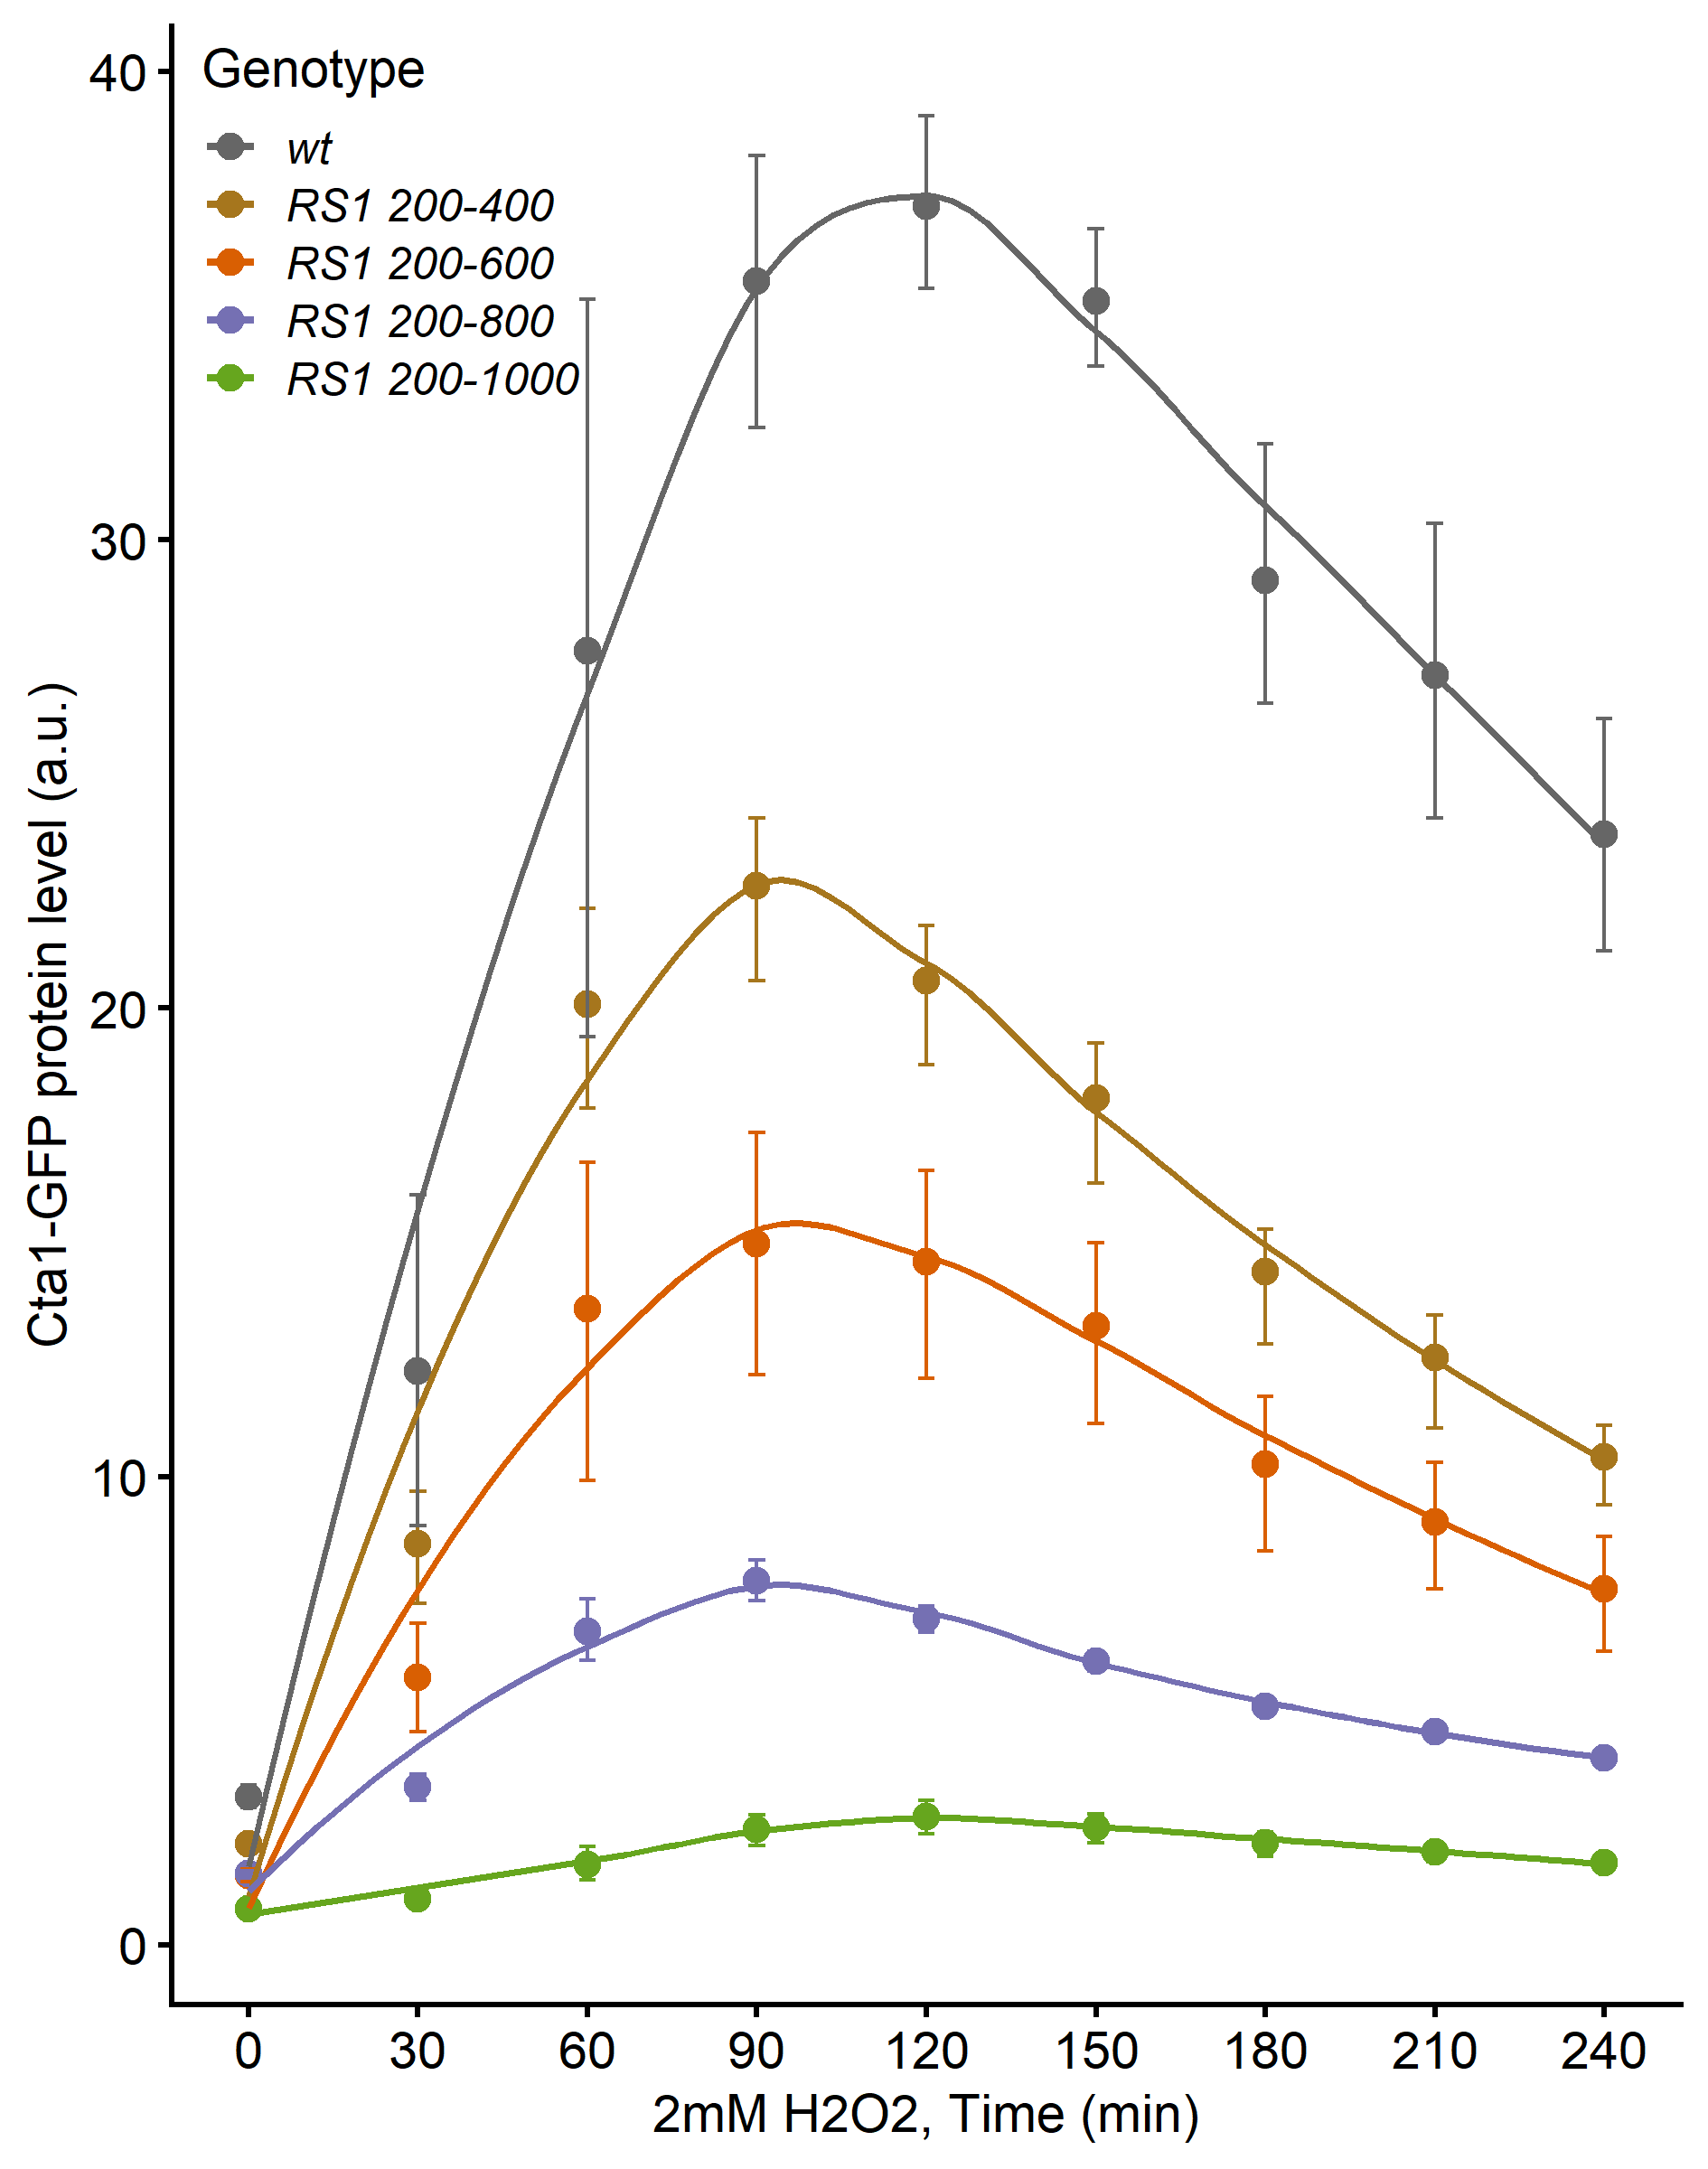 Genotype
wt
RS1 200-400
RS1 200-600
RS1 200-800
RS1 200-1000
40
30
20
10
0
Cta1-GFP protein level (a.u.)
0 30 60 90 120 150 180 210 240
2mM H2O2, Time (min)